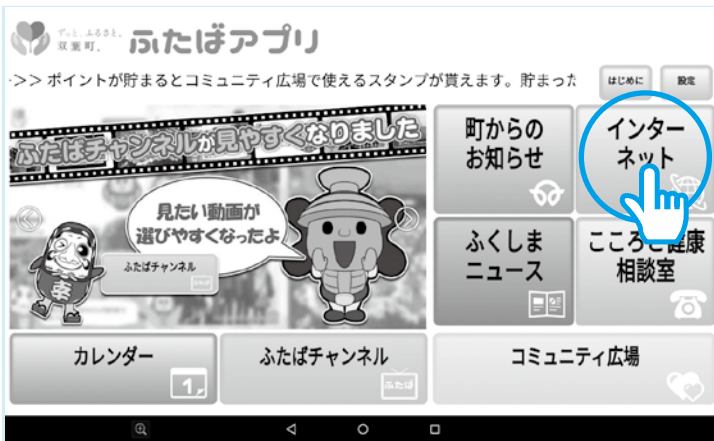 ずっと、ふるさと。
双葉町。
ふたばアプリ
>> ポイントが貯まるとコミュニティ広場で使えるスタンプが貰えます。貯まった
はじめに
設定
ふたばチャンネルが見やすくなりました
見たい動画が
選びやすくなったよ
ふたばチャンネル
ふたば
東
町からの
お知らせ
インター
ネット
ふくしま
ニュース
こころと健康
相談室
カレンダー
1
ふたばチャンネル
ふたば
コミュニティ広場